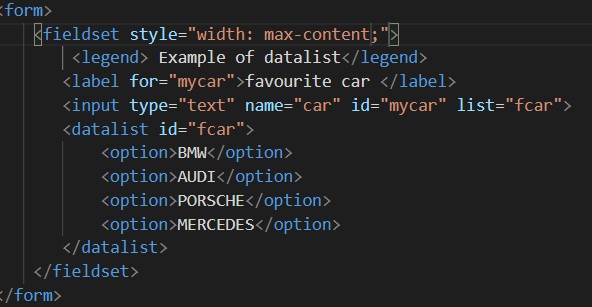 <form>
<fieldset style="width: max-content;">
<legend> Example of datalist</legend>
<label for="mycar">favourite car </label>
<input type="text" name="car" id="mycar" list="fcar">
<datalist id="fcar">
<option>BMW</option>
<option>AUDI</option>
<option>PORSCHE</option>
<option>MERCEDES</option>
</datalist>
</fieldset>
</form>